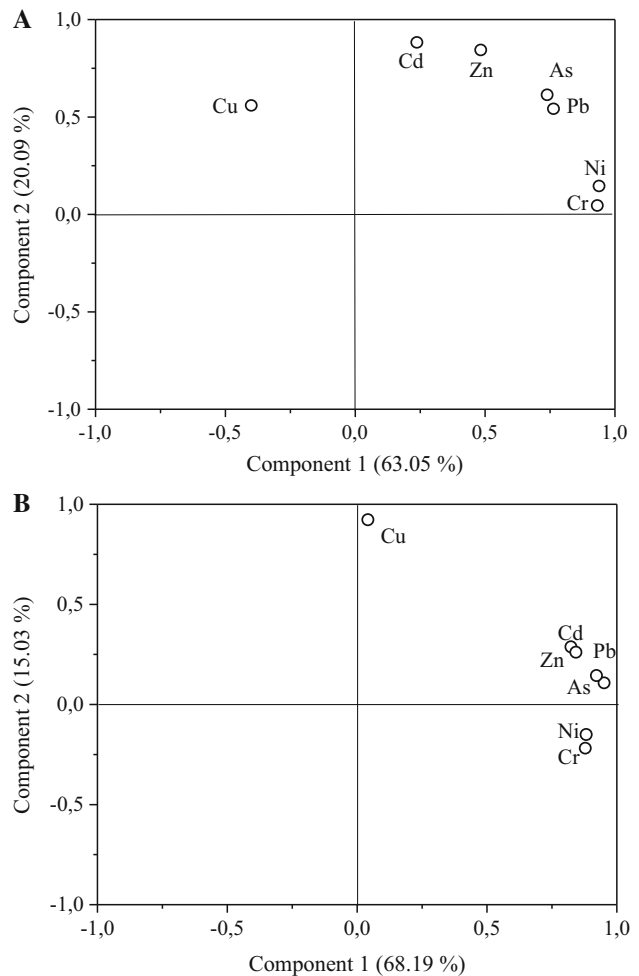 A
1,0
Cd
Zn
As
Cu
Pb
0,5
Ni
Cr
0,0
-0,5
-1,0
-1,0 -0,5 0,0 0,5 1,0
Component 2 (20.09 %)
Component 1 (63.05 %)
B
1,0
Cu
0,5
Cd
Zn
Pb
As
0,0
Ni
Cr
-0,5
-1,0
-1,0 -0,5 0,0 0,5 1,0
Component 2 (15.03 %)
Component 1 (68.19 %)